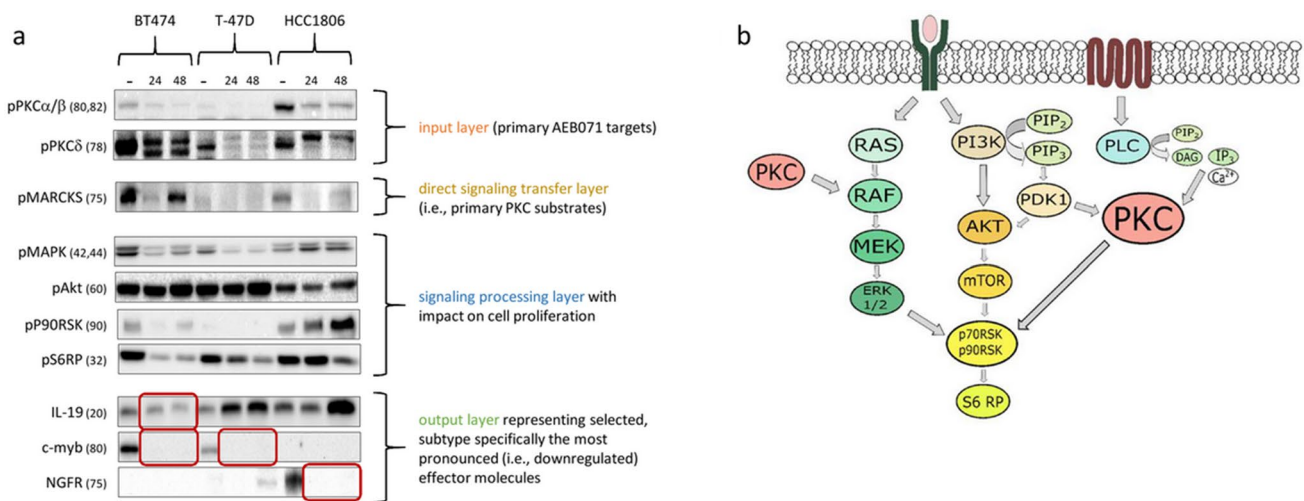 a
BT474 T-47D HCC1806
– 24 48 – 24 48 – 24 48
pPKCα/β (80,82)
pPKCδ (78)
input layer (primary AEB071 targets)
pMARCKS (75)
direct signaling transfer layer
(i.e., primary PKC substrates)
pMAPK (42,44)
pAkt (60)
pP90RSK (90)
pS6RP (32)
signaling processing layer with
impact on cell proliferation
IL-19 (20)
c-myb (80)
NGFR (75)
output layer representing selected,
subtype specifically the most
pronounced (i.e., downregulated)
effector molecules
b
PKC
RAS
RAF
MEK
ERK
1/2
PI3K
PIP2
PIP3
PDK1
AKT
mTOR
PLC
PIP2
DAG
IP3
Ca2+
PKC
p70RSK
p90RSK
S6 RP